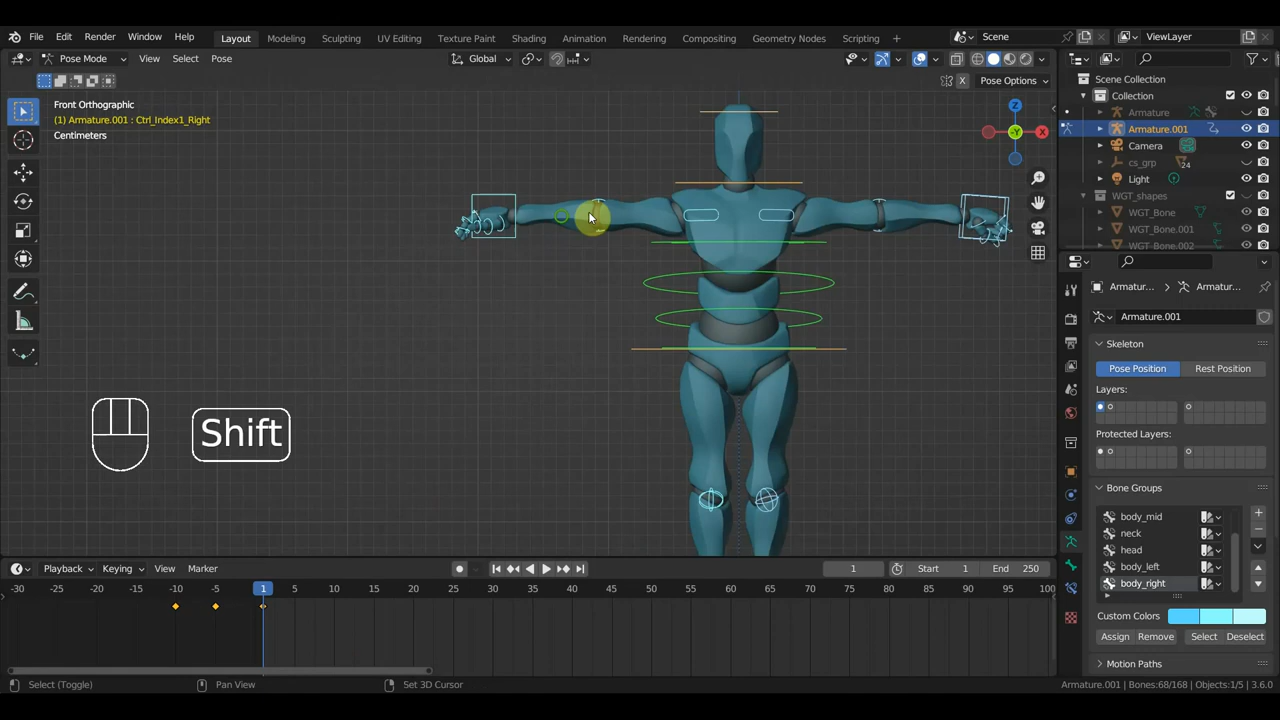 File Edit Render Window Help Layout Modeling Sculpting UV Editing Texture Paint Shading Animation Rendering Compositing Geometry Nodes Scripting + Scene ViewLayer
Pose Mode View Select Pose Global
X Pose Options
Front Orthographic
(1) Armature.001 : Ctrl_Index1_Right
Centimeters
Z
-Y
X
Scene Collection
Collection
Armature
Armature.001
Camera
cs_grp 24
Light
WGT_shapes
WGT_Bone
WGT_Bone.001
WGT_Bone.002
Armatur... Armatur...
Armature.001
Skeleton
Pose Position Rest Position
Layers:
Protected Layers:
Bone Groups
body_mid
neck
head
body_left
body_right
Custom Colors
Assign Remove Select Deselect
Motion Paths
Shift
Playback Keying View Marker 1 Start 1 End 250
-30 -25 -20 -15 -10 -5 1 5 10 15 20 25 30 35 40 45 50 55 60 65 70 75 80 85 90 95 100
Select (Toggle) Pan View Set 3D Cursor Armature.001 | Bones:68/168 | Objects:1/5 | 3.6.0